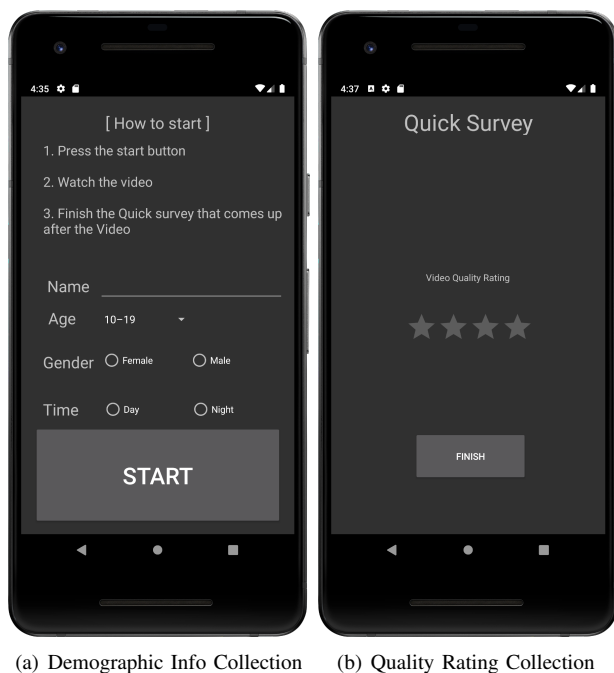 4:35
[ How to start ]
1. Press the start button
2. Watch the video
3. Finish the Quick survey that comes up
after the Video
Name
Age 10–19
Gender Female Male
Time Day Night
START
(a) Demographic Info Collection
4:37
Quick Survey
Video Quality Rating
FINISH
(b) Quality Rating Collection